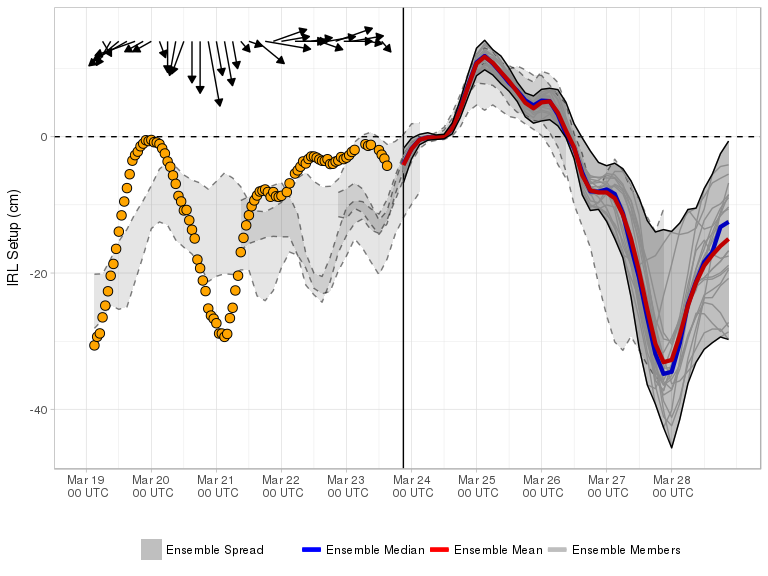 IRL Setup (cm)
0
-20
-40
Mar 19 Mar 20 Mar 21 Mar 22 Mar 23 Mar 24 Mar 25 Mar 26 Mar 27 Mar 28
00 UTC 00 UTC 00 UTC 00 UTC 00 UTC 00 UTC 00 UTC 00 UTC 00 UTC 00 UTC
Ensemble Spread Ensemble Median Ensemble Mean Ensemble Members